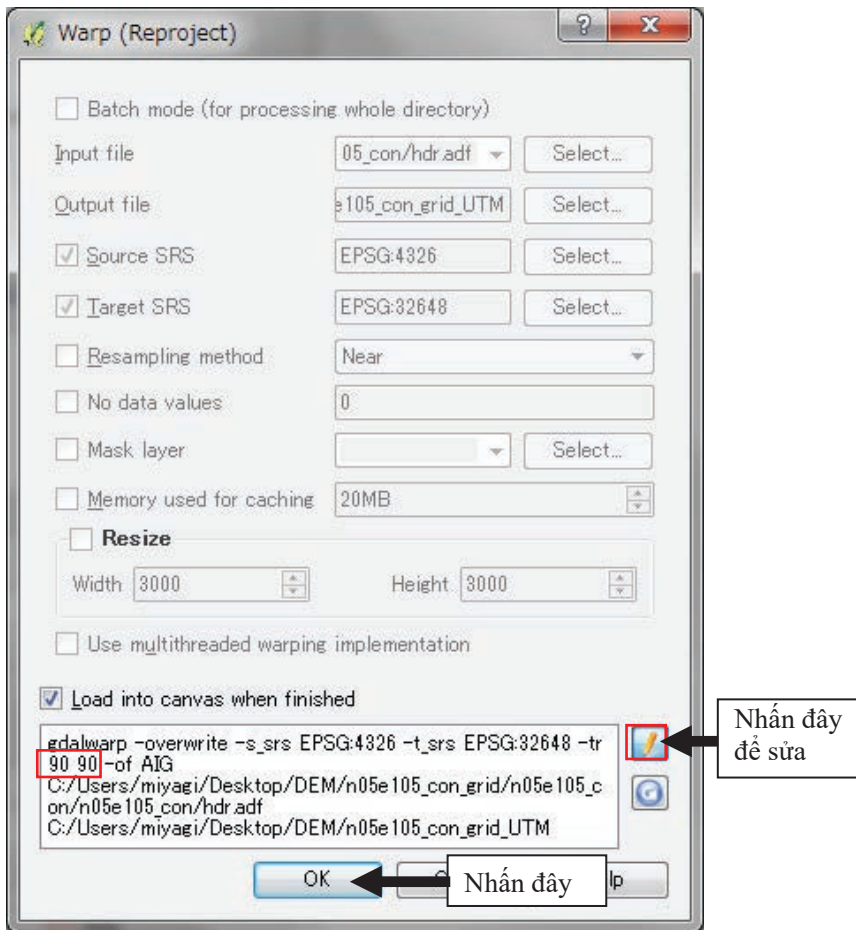 Warp (Reproject)
Batch mode (for processing whole directory)
Input file 05_con/hdr.adf Select...
Output file e105_con_grid_UTM Select...
Source SRS EPSG:4326 Select...
Target SRS EPSG:32648 Select...
Resampling method Near
No data values 0
Mask layer Select...
Memory used for caching 20MB
Resize
Width 3000 Height 3000
Use multithreaded warping implementation
Load into canvas when finished
gdalwarp -overwrite -s_srs EPSG:4326 -t_srs EPSG:32648 -tr
90 90 -of AIG
C:/Users/miyagi/Desktop/DEM/n05e105_con_grid/n05e105_c
on/n05e105_con/hdr.adf
C:/Users/miyagi/Desktop/DEM/n05e105_con_grid_UTM
Nhấn đây
để sửa
OK
Nhấn đây
lp